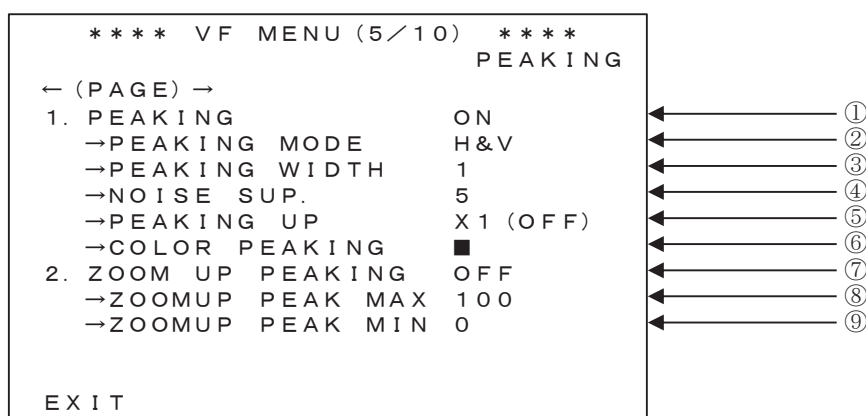 **** VF MENU(5/10) ****
PEAKING
←(PAGE)→
1. PEAKING ON ①
→PEAKING MODE H&V ②
→PEAKING WIDTH 1 ③
→NOISE SUP. 5 ④
→PEAKING UP X1(OFF) ⑤
→COLOR PEAKING ■ ⑥
2. ZOOM UP PEAKING OFF ⑦
→ZOOMUP PEAK MAX 100 ⑧
→ZOOMUP PEAK MIN 0 ⑨
EXIT